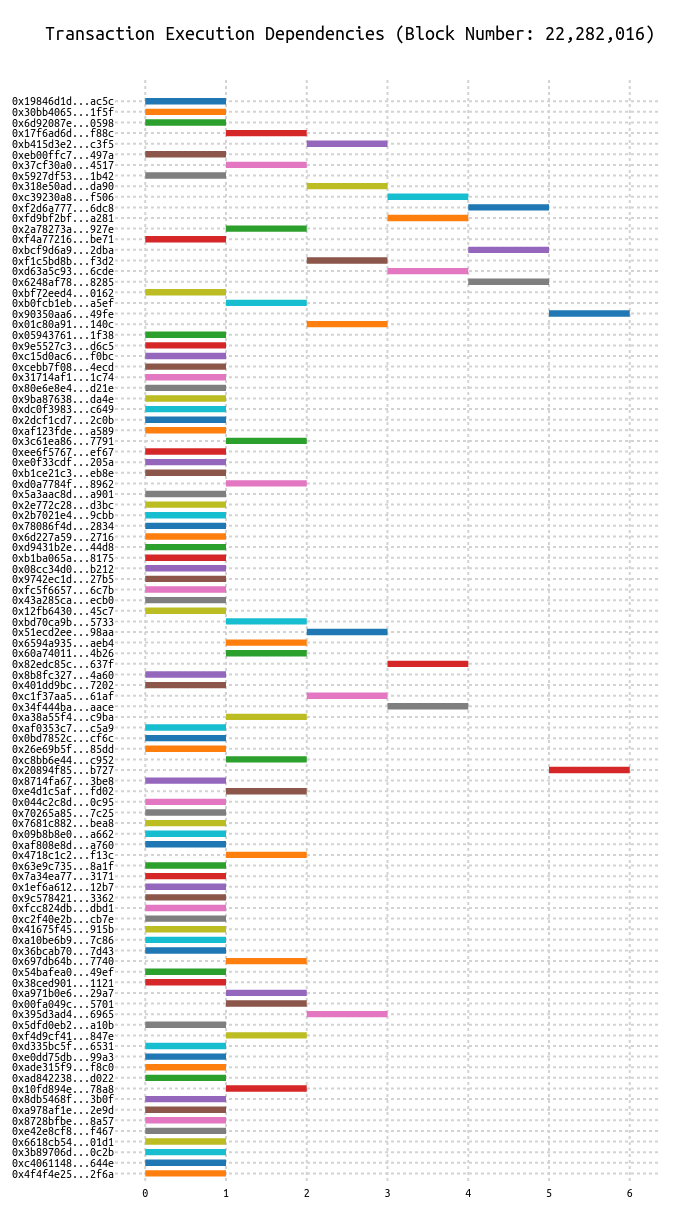 Transaction Execution Dependencies (Block Number: 22,282,016)
0x19846d1d...ac5c
0x30bb4065...1f5f
0x6d92087e...0598
0x17f6ad6d...f88c
0xb415d3e2...c3f5
0xeb00ffc7...497a
0x37cf30a0...4517
0x5927df53...1b42
0x318e50ad...da90
0xc39230a8...f506
0xf2d6a777...6dc8
0xfd9bf2bf...a281
0x2a78273a...927e
0xf4a77216...be71
0xbcf9d6a9...2dba
0xf1c5bd8b...f3d2
0xd63a5c93...6cde
0x6248af78...8285
0xbf72eed4...0162
0xb0fcb1eb...a5ef
0x90350aa6...49fe
0x01c80a91...140c
0x05943761...1f38
0x9e5527c3...d6c5
0xc15d0ac6...f0bc
0xcebb7f08...4ecd
0x31714af1...1c74
0x80e6e8e4...d21e
0x9ba87638...da4e
0xdc0f3983...c649
0x2dcf1cd7...2c0b
0xaf123fde...a589
0x3c61ea86...7791
0xee6f5767...ef67
0xe0f33cdf...205a
0xb1ce21c3...eb8e
0xd0a7784f...8962
0x5a3aac8d...a901
0x2e772c28...d3bc
0x2b7021e4...9cbb
0x78086f4d...2834
0x6d227a59...2716
0xd9431b2e...44d8
0xb1ba065a...8175
0x08cc34d0...b212
0x9742ec1d...27b5
0xfc5f6657...6c7b
0x43a285ca...ecb0
0x12fb6430...45c7
0xbd70ca9b...5733
0x51ecd2ee...98aa
0x6594a935...aeb4
0x60a74011...4b26
0x82edc85c...637f
0x8b8fc327...4a60
0x401dd9bc...7202
0xc1f37aa5...61af
0x34f444ba...aace
0xa38a55f4...c9ba
0xaf0353c7...c5a9
0x0bd7852c...cf6c
0x26e69b5f...85dd
0xc8bb6e44...c952
0x20894f85...b727
0x8714fa67...3be8
0xe4d1c5af...fd02
0x044c2c8d...0c95
0x70265a85...7c25
0x7681c882...bea8
0x09b8b8e0...a662
0xaf808e8d...a760
0x4718c1c2...f13c
0x63e9c735...8a1f
0x7a34ea77...3171
0x1ef6a612...12b7
0x9c578421...3362
0xfcc824db...dbd1
0xc2f40e2b...cb7e
0x41675f45...915b
0xa10be6b9...7c86
0x36bcab70...7d43
0x697db64b...7740
0x54bafea0...49ef
0x38ced901...1121
0xa971b0e6...29a7
0x00fa049c...5701
0x395d3ad4...6965
0x5dfd0eb2...a10b
0xf4d9cf41...847e
0xd335bc5f...6531
0xe0dd75db...99a3
0xade315f9...f8c0
0xad842238...d022
0x10fd894e...78a8
0x8db5468f...3b0f
0xa978af1e...2e9d
0x8728bfbe...8a57
0xe42e8cf8...f467
0x6618cb54...01d1
0x3b89706d...0c2b
0xc4061148...644e
0x4f4f4e25...2f6a
0 1 2 3 4 5 6